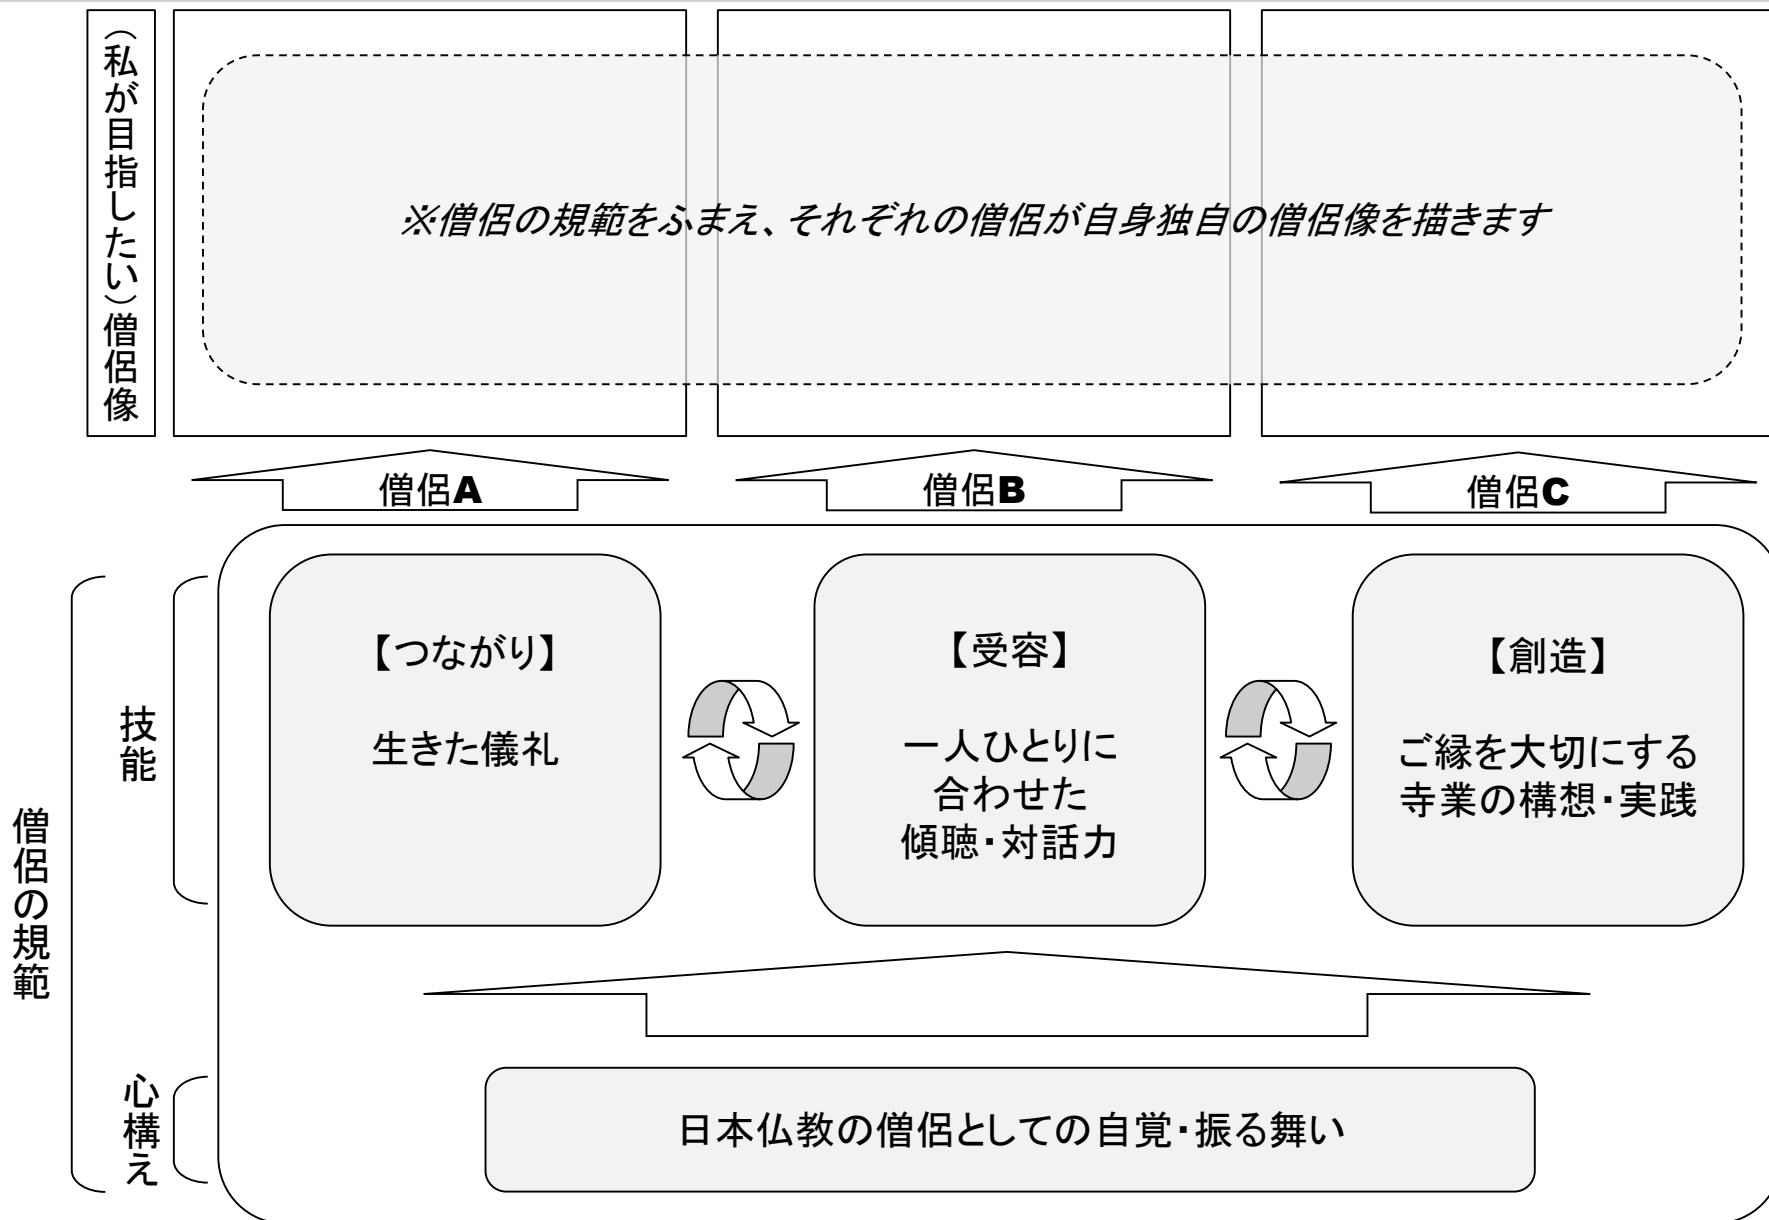 （私が目指したい）僧侶像
※僧侶の規範をふまえ、それぞれの僧侶が自身独自の僧侶像を描きます
僧侶A
僧侶B
僧侶C
僧侶の規範
技能
【つながり】
生きた儀礼
【受容】
一人ひとりに
合わせた
傾聴・対話力
【創造】
ご縁を大切にする
寺業の構想・実践
心構え
日本仏教の僧侶としての自覚・振る舞い